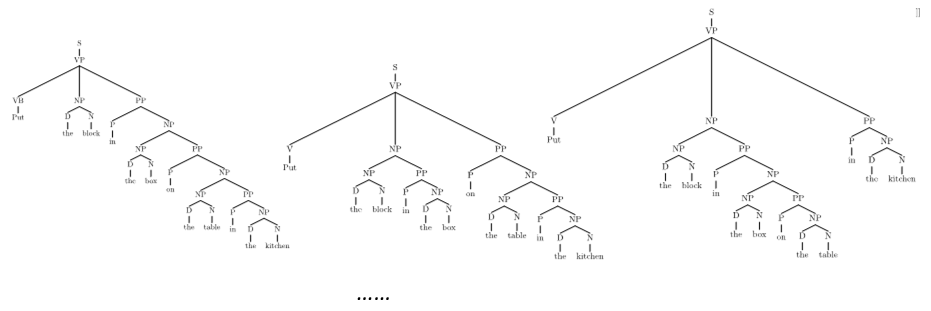 S
VP
VB NP PP
Put D N P NP
the block in NP PP
D N P NP
the box on NP PP
D N P NP
the table in D N
the kitchen
S
VP
V NP PP
Put NP PP P NP
D N P NP on NP PP
the block in D N D N P NP
the box the table in D N
the kitchen
S
VP
V NP PP
Put NP PP P NP
D N P NP in D N
the block in NP PP the kitchen
D N P NP
the box on D N
the table
]]
......